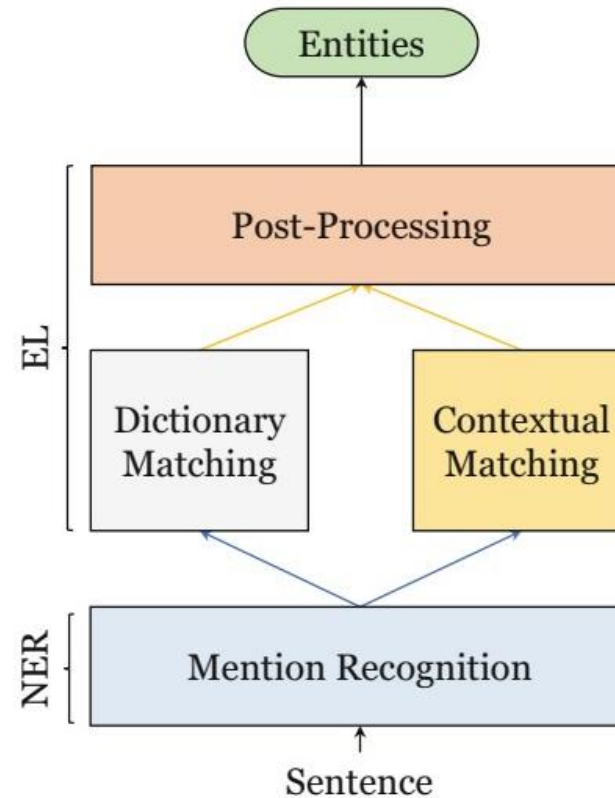 Entities
Post-Processing
EL
Dictionary
Matching
Contextual
Matching
NER
Mention Recognition
Sentence